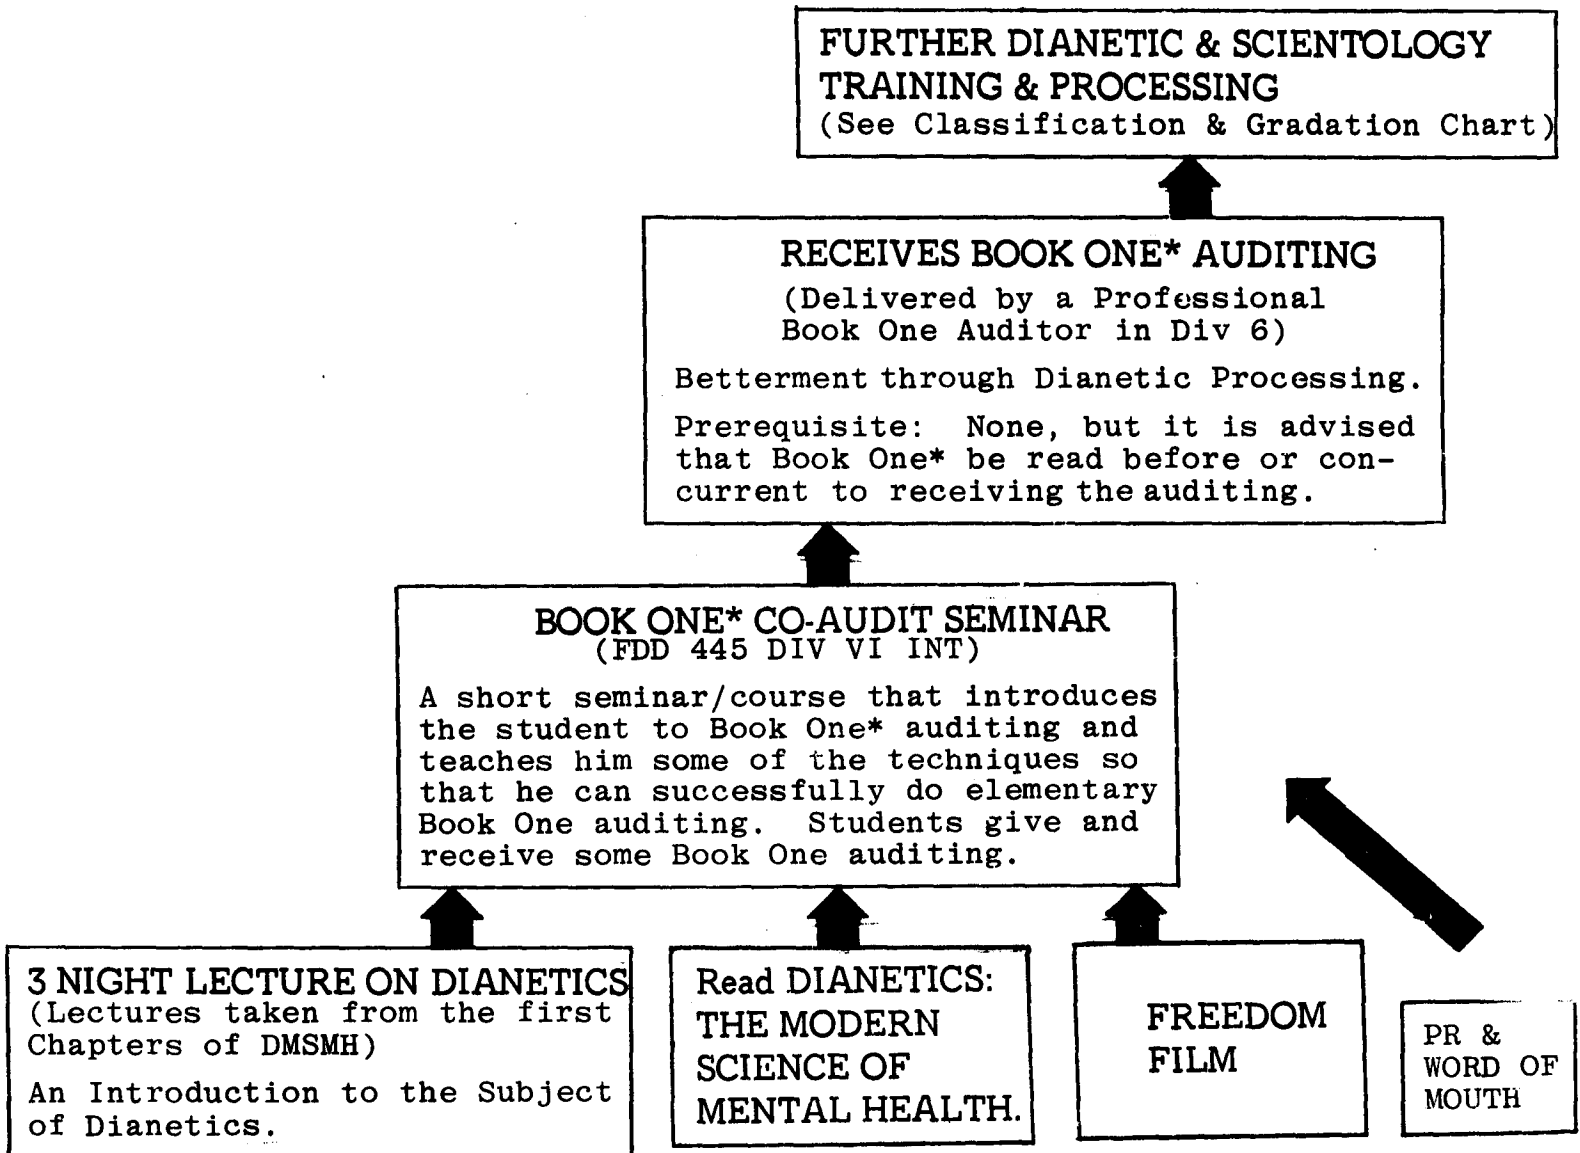 FURTHER DIANETIC & SCIENTOLOGY
TRAINING & PROCESSING
(See Classification & Gradation Chart)
RECEIVES BOOK ONE* AUDITING
(Delivered by a Professional
Book One Auditor in Div 6)
Betterment through Dianetic Processing.
Prerequisite: None, but it is advised
that Book One* be read before or con-
current to receiving the auditing.
BOOK ONE* CO-AUDIT SEMINAR
(FDD 445 DIV VI INT)
A short seminar/course that introduces
the student to Book One* auditing and
teaches him some of the techniques so
that he can successfully do elementary
Book One auditing. Students give and
receive some Book One auditing.
3 NIGHT LECTURE ON DIANETICS
(Lectures taken from the first
Chapters of DMSMH)
An Introduction to the Subject
of Dianetics.
Read DIANETICS:
THE MODERN
SCIENCE OF
MENTAL HEALTH.
FREEDOM
FILM
PR &
WORD OF
MOUTH